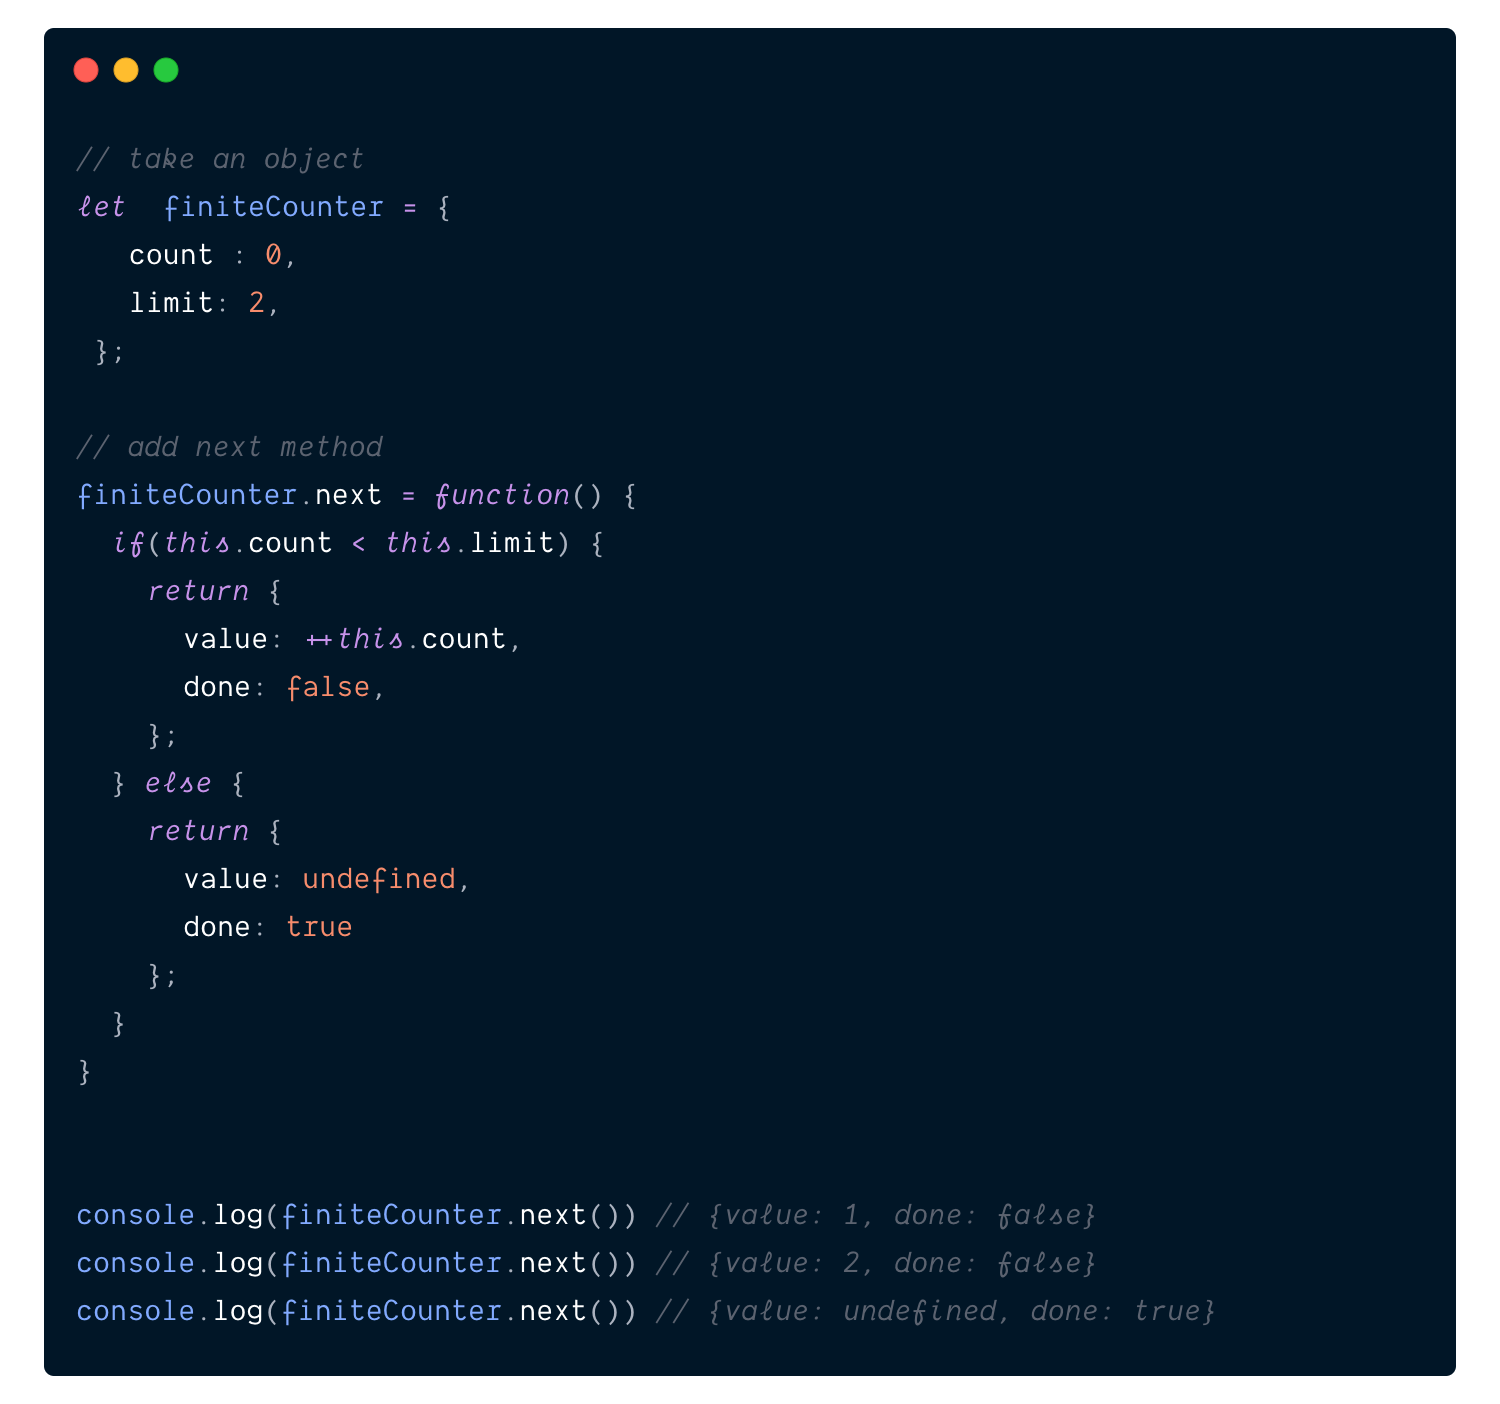 // take an object
let  finiteCounter = {
   count : 0,
   limit: 2,
 };

// add next method
finiteCounter.next = function() {
  if(this.count < this.limit) {
    return {
      value: ++this.count,
      done: false,
    };
  } else {
    return {
      value: undefined,
      done: true
    };
  }
}

console.log(finiteCounter.next()) // {value: 1, done: false}
console.log(finiteCounter.next()) // {value: 2, done: false}
console.log(finiteCounter.next()) // {value: undefined, done: true}